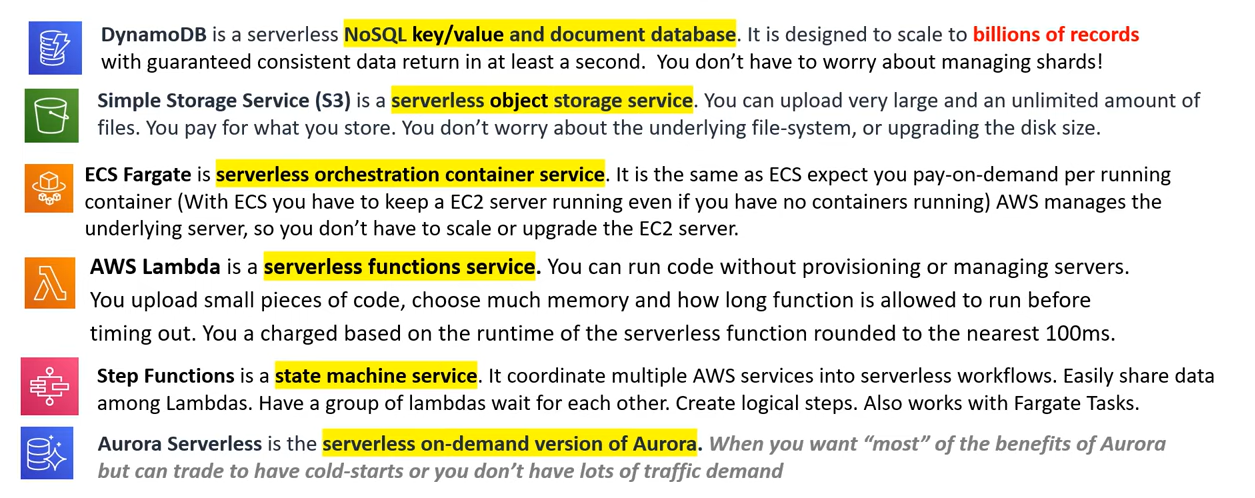 DynamoDB is a serverless NoSQL key/value and document database. It is designed to scale to billions of records
with guaranteed consistent data return in at least a second. You don't have to worry about managing shards!
Simple Storage Service (S3) is a serverless object storage service. You can upload very large and an unlimited amount of
files. You pay for what you store. You don't worry about the underlying file-system, or upgrading the disk size.
ECS Fargate is serverless orchestration container service. It is the same as ECS expect you pay-on-demand per running
container (With ECS you have to keep a EC2 server running even if you have no containers running) AWS manages the
underlying server, so you don't have to scale or upgrade the EC2 server.
AWS Lambda is a serverless functions service. You can run code without provisioning or managing servers.
You upload small pieces of code, choose much memory and how long function is allowed to run before
timing out. You a charged based on the runtime of the serverless function rounded to the nearest 100ms.
Step Functions is a state machine service. It coordinate multiple AWS services into serverless workflows. Easily share data
among Lambdas. Have a group of lambdas wait for each other. Create logical steps. Also works with Fargate Tasks.
Aurora Serverless is the serverless on-demand version of Aurora. When you want “most” of the benefits of Aurora
but can trade to have cold-starts or you don't have lots of traffic demand